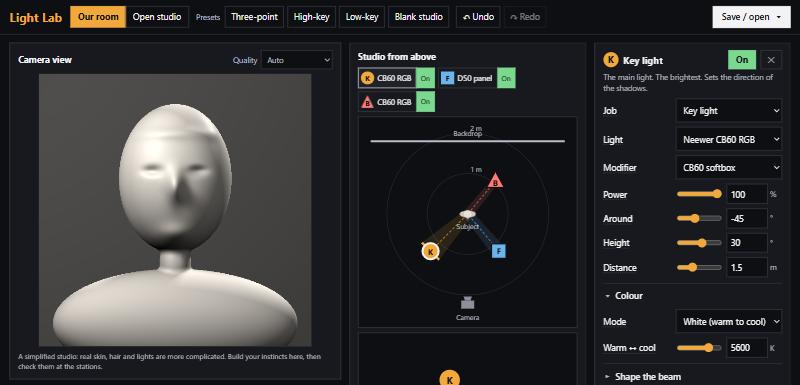 Light Lab Our room Open studio Presets Three-point High-key Low-key Blank studio Undo Redo Save / open
Camera view Quality Auto
A simplified studio: real skin, hair and lights are more complicated. Build your instincts here, then
check them at the stations.
Studio from above
K CB60 RGB On F D50 panel On
B CB60 RGB On
2 m
Backdrop
1 m
B
Subject
K F
Camera
K
K Key light On
The main light. The brightest. Sets the direction of
the shadows.
Job Key light
Light Neewer CB60 RGB
Modifier CB60 softbox
Power 100 %
Around -45 °
Height 30 °
Distance 1.5 m
Colour
Mode White (warm to cool)
Warm ↔ cool 5600 K
Shape the beam